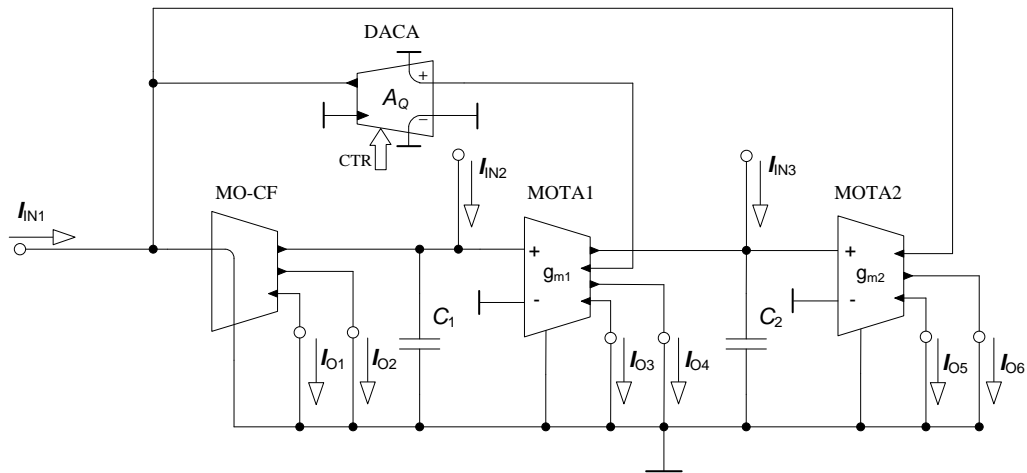 DACA
+
A_Q
−
CTR
I_IN2
I_IN3
MO-CF
MOTA1
MOTA2
I_IN1
+
g_m1
-
+
g_m2
-
C_1
C_2
I_O1
I_O2
I_O3
I_O4
I_O5
I_O6